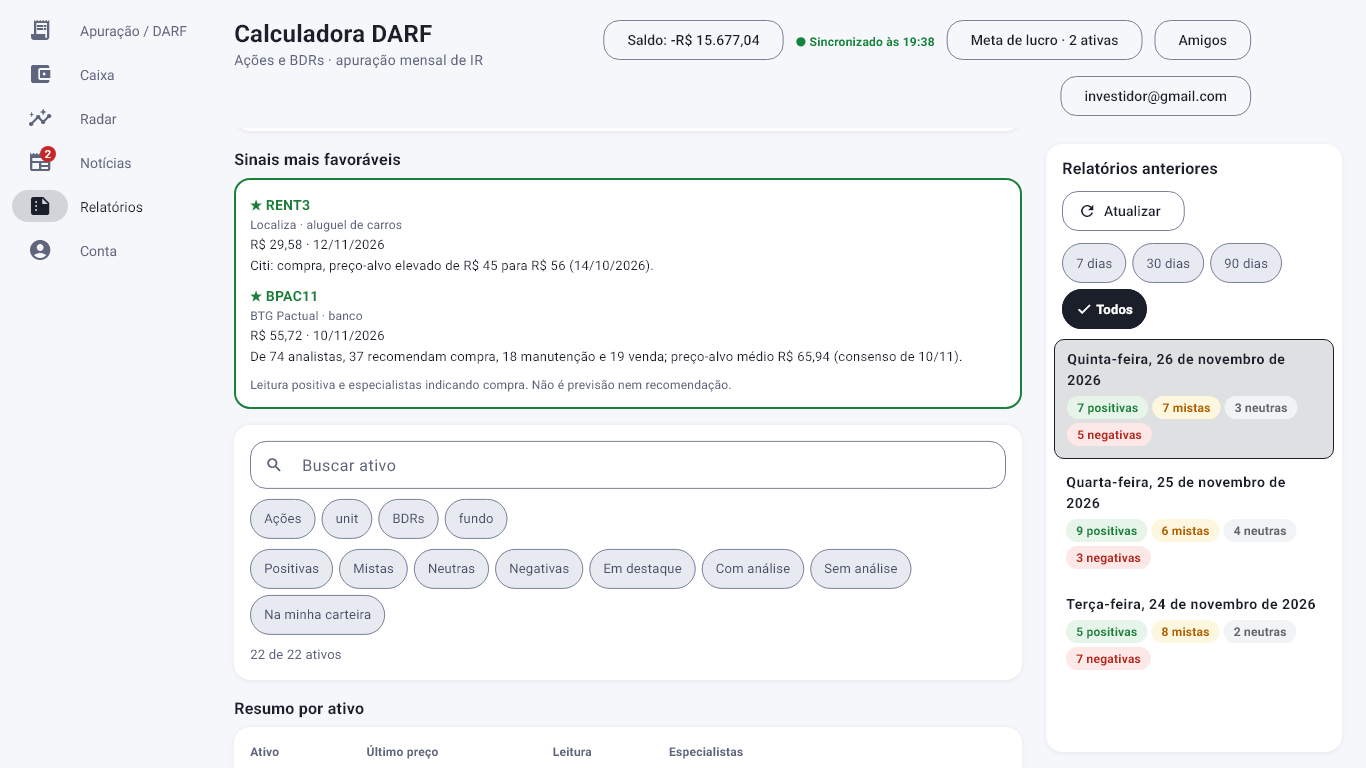 Apuração / DARF
Caixa
Radar
2
Notícias
Relatórios
Conta
Calculadora DARF
Ações e BDRs · apuração mensal de IR
Saldo: -R$ 15.677,04
Sincronizado às 19:38
Meta de lucro · 2 ativas
Amigos
investidor@gmail.com
Sinais mais favoráveis
★ RENT3
Localiza · aluguel de carros
R$ 29,58 · 12/11/2026
Citi: compra, preço-alvo elevado de R$ 45 para R$ 56 (14/10/2026).
★ BPAC11
BTG Pactual · banco
R$ 55,72 · 10/11/2026
De 74 analistas, 37 recomendam compra, 18 manutenção e 19 venda; preço-alvo médio R$ 65,94 (consenso de 10/11).
Leitura positiva e especialistas indicando compra. Não é previsão nem recomendação.
Buscar ativo
Ações unit BDRs fundo
Positivas Mistas Neutras Negativas Em destaque Com análise Sem análise
Na minha carteira
22 de 22 ativos
Resumo por ativo
Ativo Último preço Leitura Especialistas
Relatórios anteriores
Atualizar
7 dias 30 dias 90 dias
Todos
Quinta-feira, 26 de novembro de
2026
7 positivas 7 mistas 3 neutras
5 negativas
Quarta-feira, 25 de novembro de
2026
9 positivas 6 mistas 4 neutras
3 negativas
Terça-feira, 24 de novembro de 2026
5 positivas 8 mistas 2 neutras
7 negativas